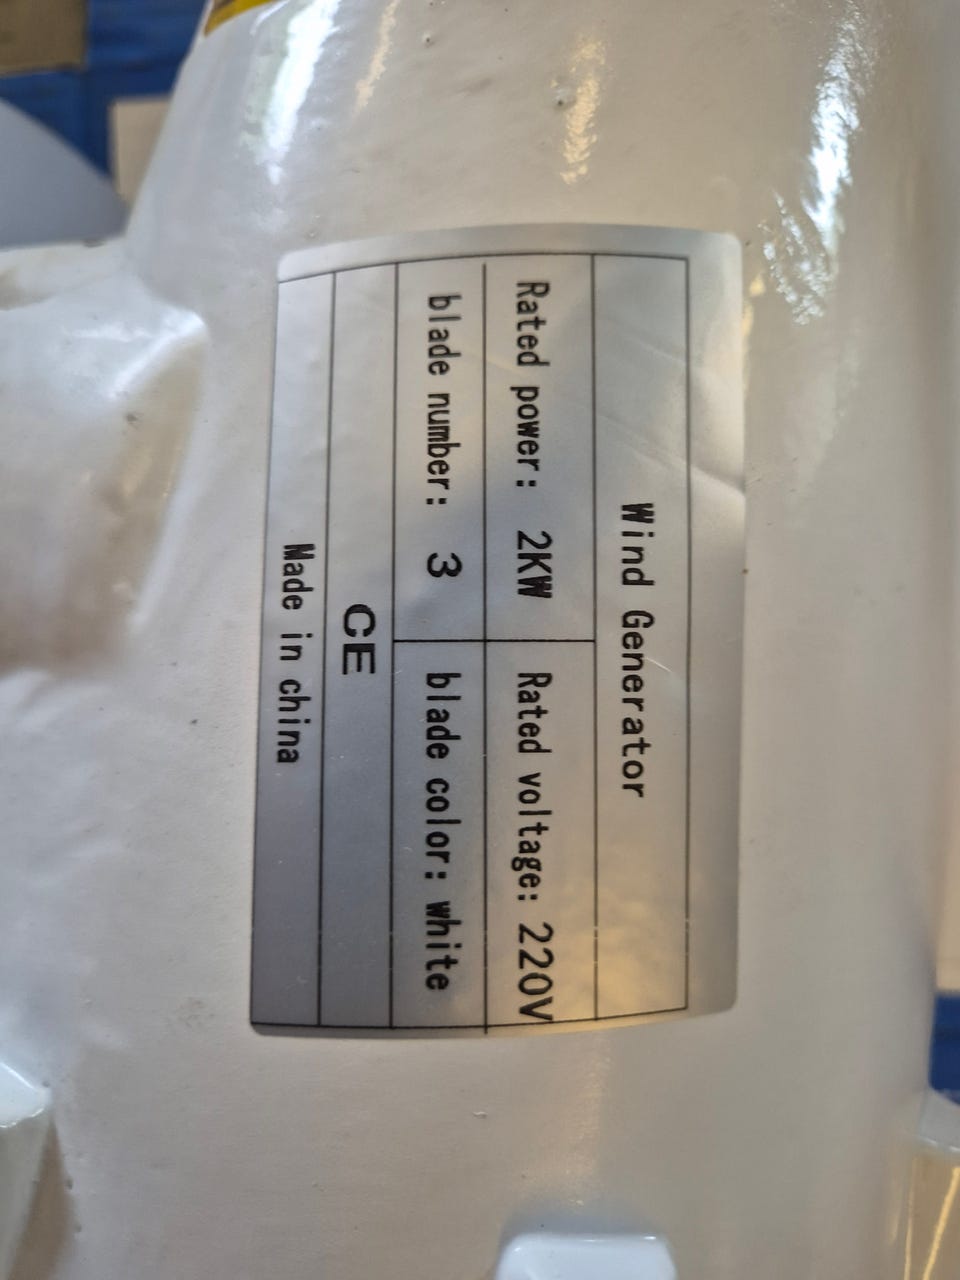 Wind Generator
Rated power: 2KW Rated voltage: 220V
blade number: 3 blade color: white
CE
Made in china